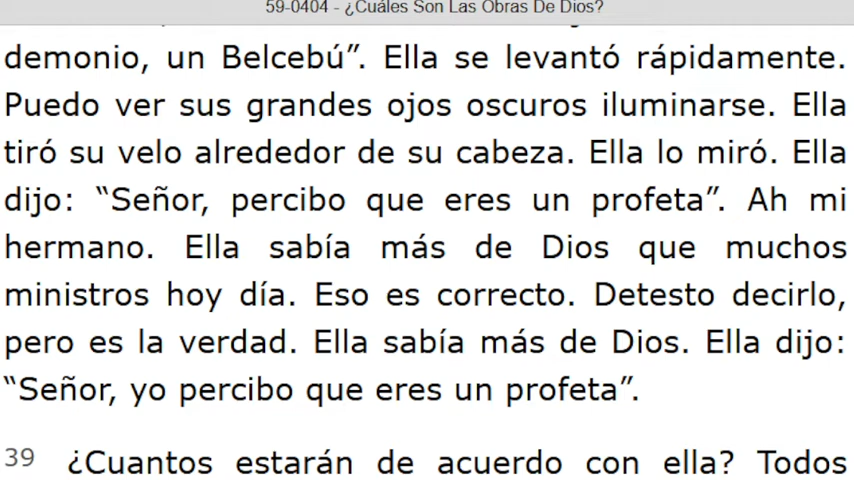 59-0404 - ¿Cuáles Son Las Obras De Dios?
demonio, un Belcebú”. Ella se levantó rápidamente.
Puedo ver sus grandes ojos oscuros iluminarse. Ella
tiró su velo alrededor de su cabeza. Ella lo miró. Ella
dijo: “Señor, percibo que eres un profeta”. Ah mi
hermano. Ella sabía más de Dios que muchos
ministros hoy día. Eso es correcto. Detesto decirlo,
pero es la verdad. Ella sabía más de Dios. Ella dijo:
“Señor, yo percibo que eres un profeta”.
39 ¿Cuantos estarán de acuerdo con ella? Todos